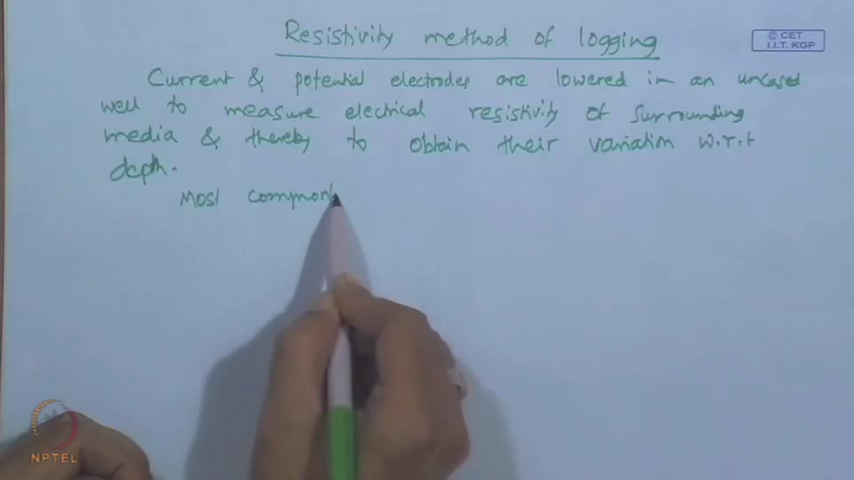 Resistivity method of logging
© CET
I.I.T. KGP
Current & potential electrodes are lowered in an uncased
well to measure electrical resistivity of surrounding
media & thereby to obtain their variation w.r.t
depth.
Most common
NPTEL